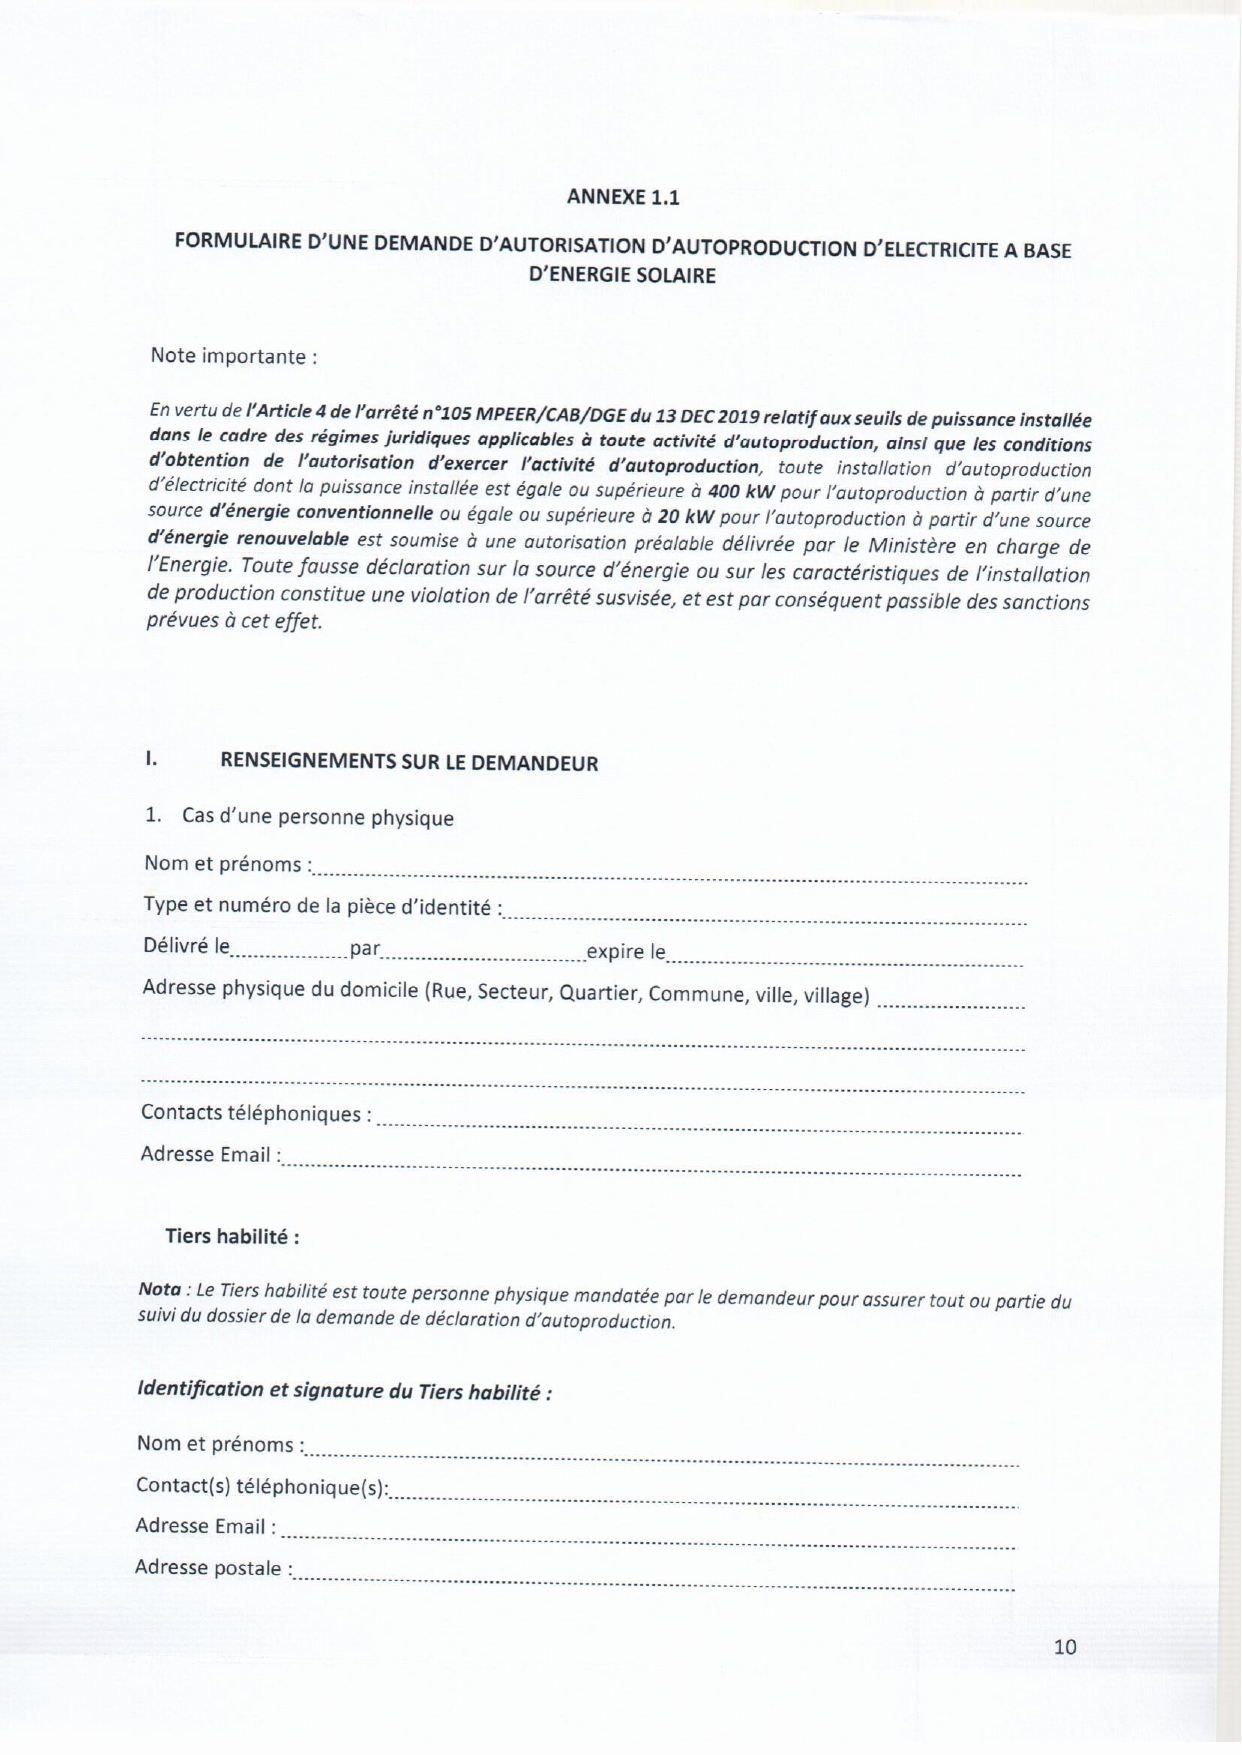 ANNEXE 1.1
FORMULAIRE D'UNE DEMANDE D'AUTORISATION D'AUTOPRODUCTION D'ELECTRICITE A BASE
D'ENERGIE SOLAIRE
Note importante :
En vertu de l'Article 4 de l'arrêté n°105 MPEER/CAB/DGE du 13 DEC 2019 relatif aux seuils de puissance installée
dans le cadre des régimes juridiques applicables à toute activité d'autoproduction, ainsi que les conditions
d'obtention de l'autorisation d'exercer l'activité d'autoproduction, toute installation d'autoproduction
d'électricité dont la puissance installée est égale ou supérieure à 400 kW pour l'autoproduction à partir d'une
source d'énergie conventionnelle ou égale ou supérieure à 20 kW pour l'autoproduction à partir d'une source
d'énergie renouvelable est soumise à une autorisation préalable délivrée par le Ministère en charge de
l'Energie. Toute fausse déclaration sur la source d'énergie ou sur les caractéristiques de l'installation
de production constitue une violation de l'arrêté susvisée, et est par conséquent passible des sanctions
prévues à cet effet.
I. RENSEIGNEMENTS SUR LE DEMANDEUR
1. Cas d'une personne physique
Nom et prénoms :
Type et numéro de la pièce d'identité :
Délivré le par expire le
Adresse physique du domicile (Rue, Secteur, Quartier, Commune, ville, village)
Contacts téléphoniques :
Adresse Email :
Tiers habilité :
Nota : Le Tiers habilité est toute personne physique mandatée par le demandeur pour assurer tout ou partie du
suivi du dossier de la demande de déclaration d'autoproduction.
Identification et signature du Tiers habilité :
Nom et prénoms :
Contact(s) téléphonique(s):
Adresse Email :
Adresse postale :
10